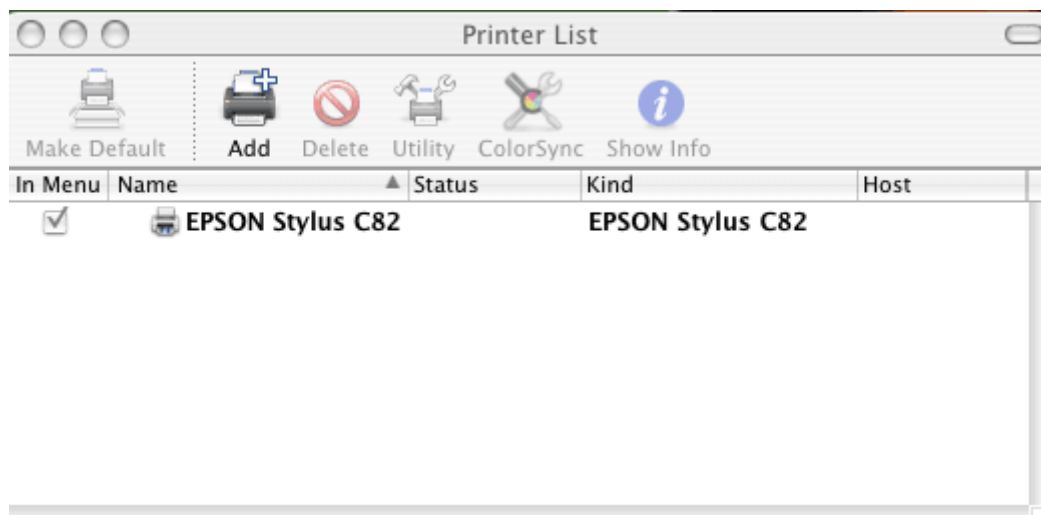 Printer List
Make Default Add Delete Utility ColorSync Show Info
In Menu Name Status Kind Host
EPSON Stylus C82 EPSON Stylus C82